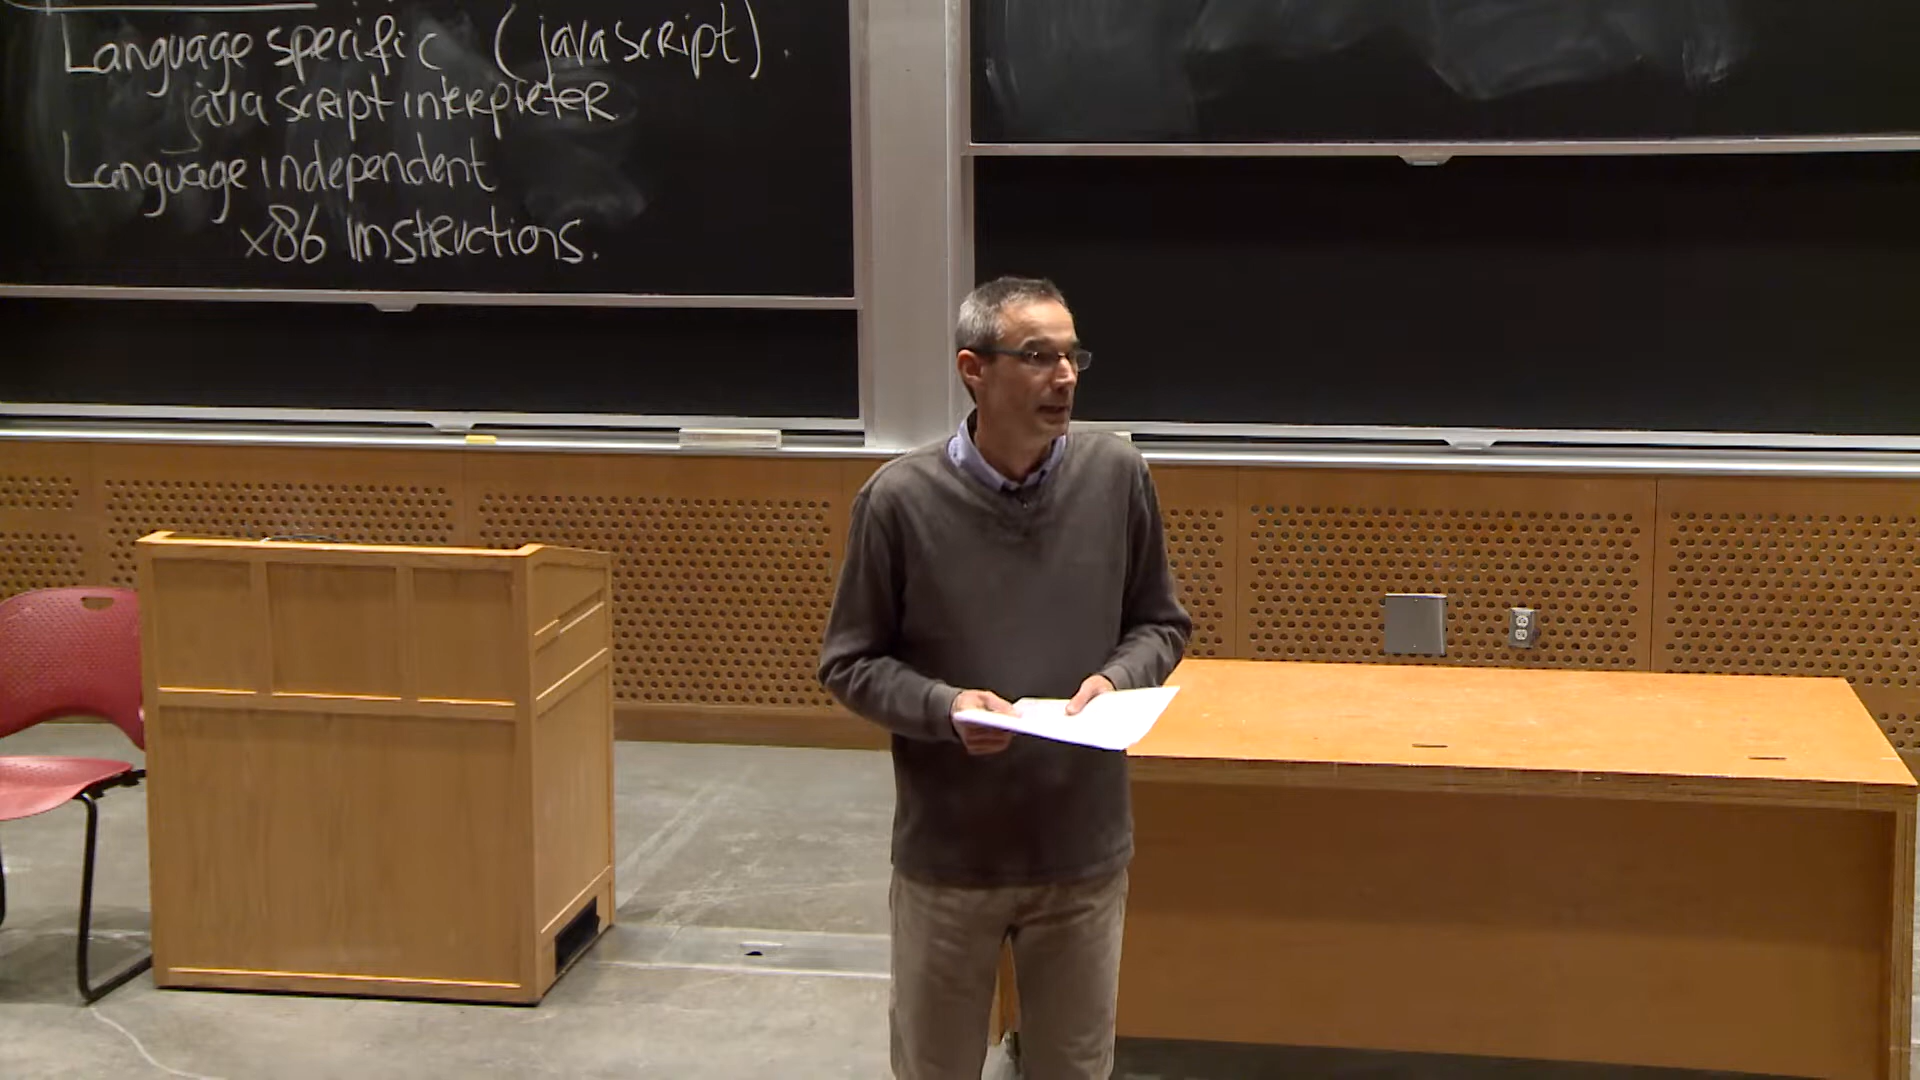 Language specific (javascript).
javascript interpreter
Language independent
x86 instructions.